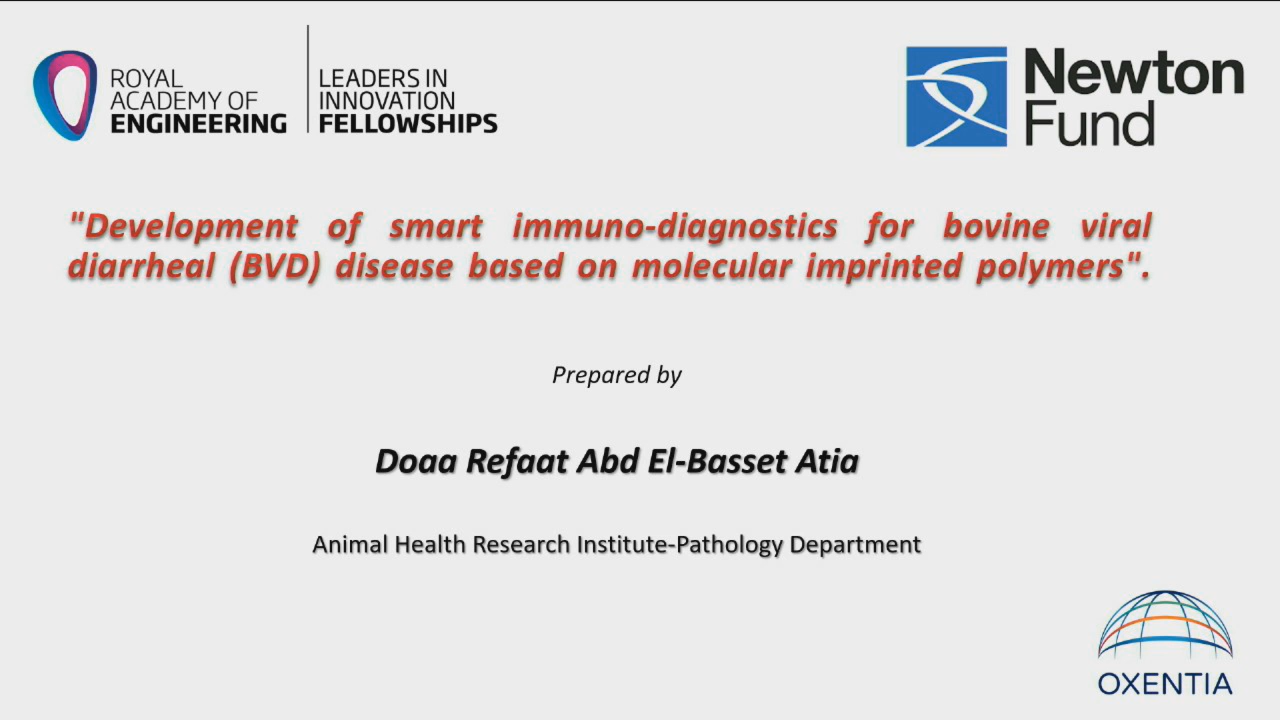 ROYAL
ACADEMY OF
ENGINEERING
LEADERS IN
INNOVATION
FELLOWSHIPS
Newton
Fund
"Development of smart immuno-diagnostics for bovine viral
diarrheal (BVD) disease based on molecular imprinted polymers".
Prepared by
Doaa Refaat Abd El-Basset Atia
Animal Health Research Institute-Pathology Department
OXENTIA